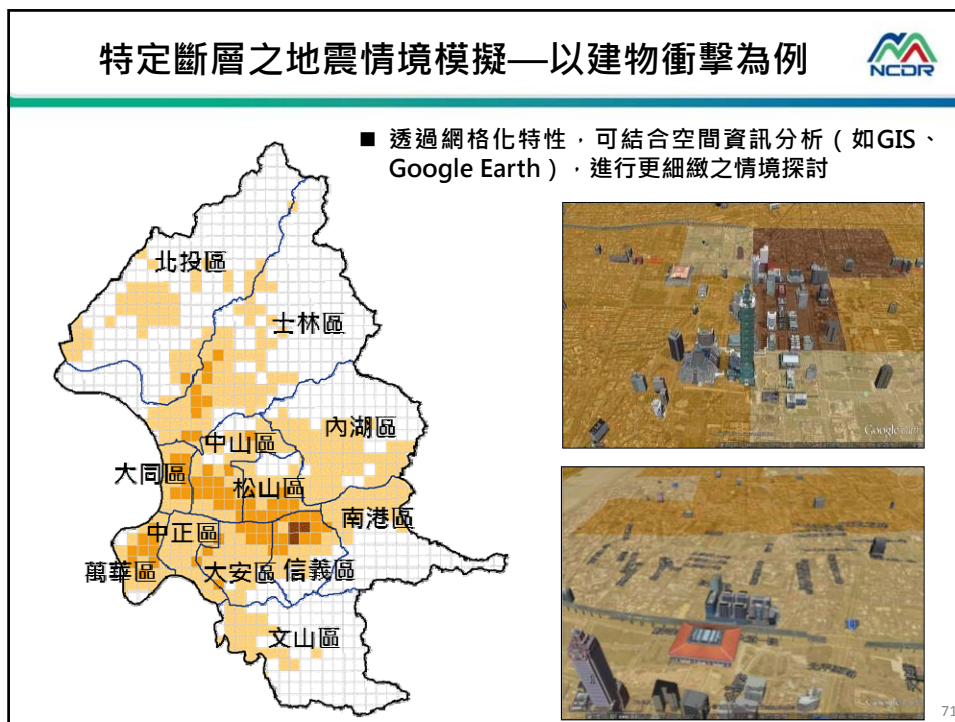 特定斷層之地震情境模擬—以建物衝擊為例
NCDR
■ 透過網格化特性，可結合空間資訊分析（如GIS、
Google Earth），進行更細緻之情境探討
北投區
士林區
內湖區
中山區
大同區
松山區
南港區
中正區
萬華區
大安區
信義區
文山區
Google earth
Google earth
71